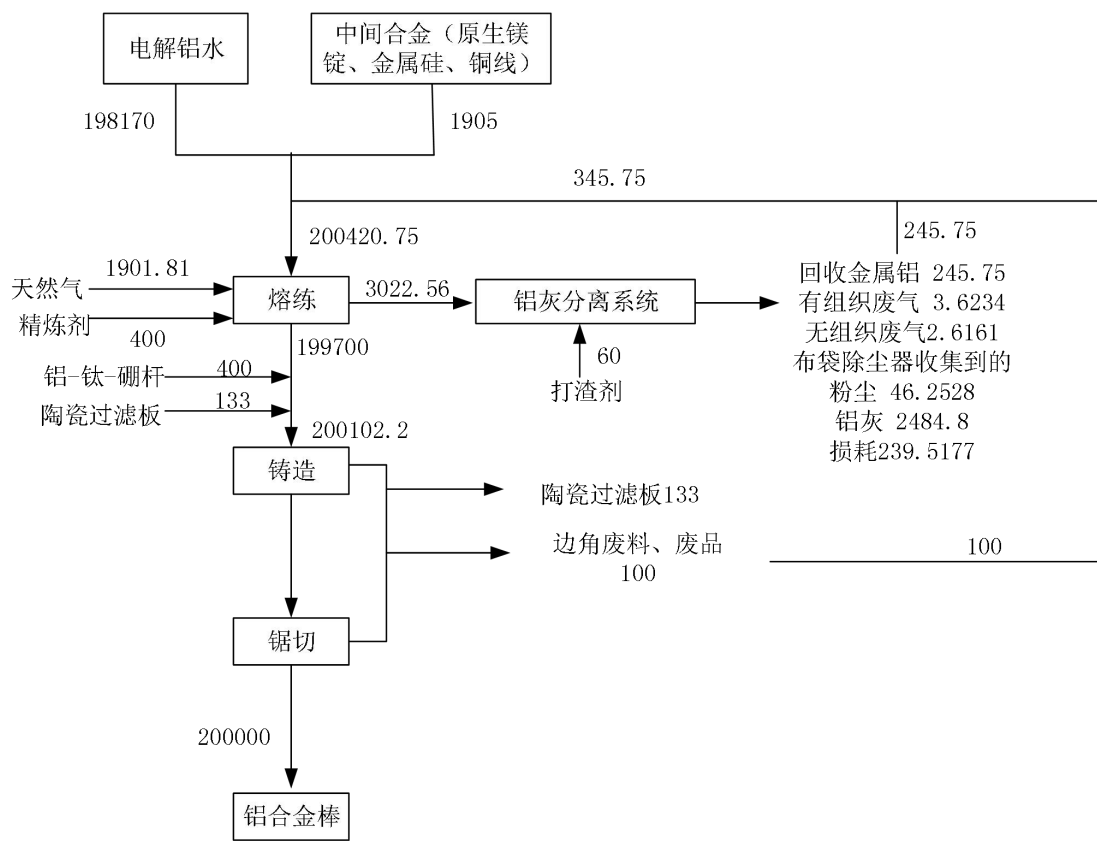 电解铝水
中间合金（原生镁
锭、金属硅、铜线）
198170
1905
345.75
200420.75
245.75
1901.81
天然气
熔练
3022.56
铝灰分离系统
回收金属铝 245.75
有组织废气 3.6234
无组织废气2.6161
布袋除尘器收集到的
粉尘 46.2528
铝灰 2484.8
损耗239.5177
精炼剂
400
199700
60
打渣剂
铝-钛-硼杆
400
陶瓷过滤板
133
200102.2
铸造
陶瓷过滤板133
边角废料、废品
100
100
锯切
200000
铝合金棒